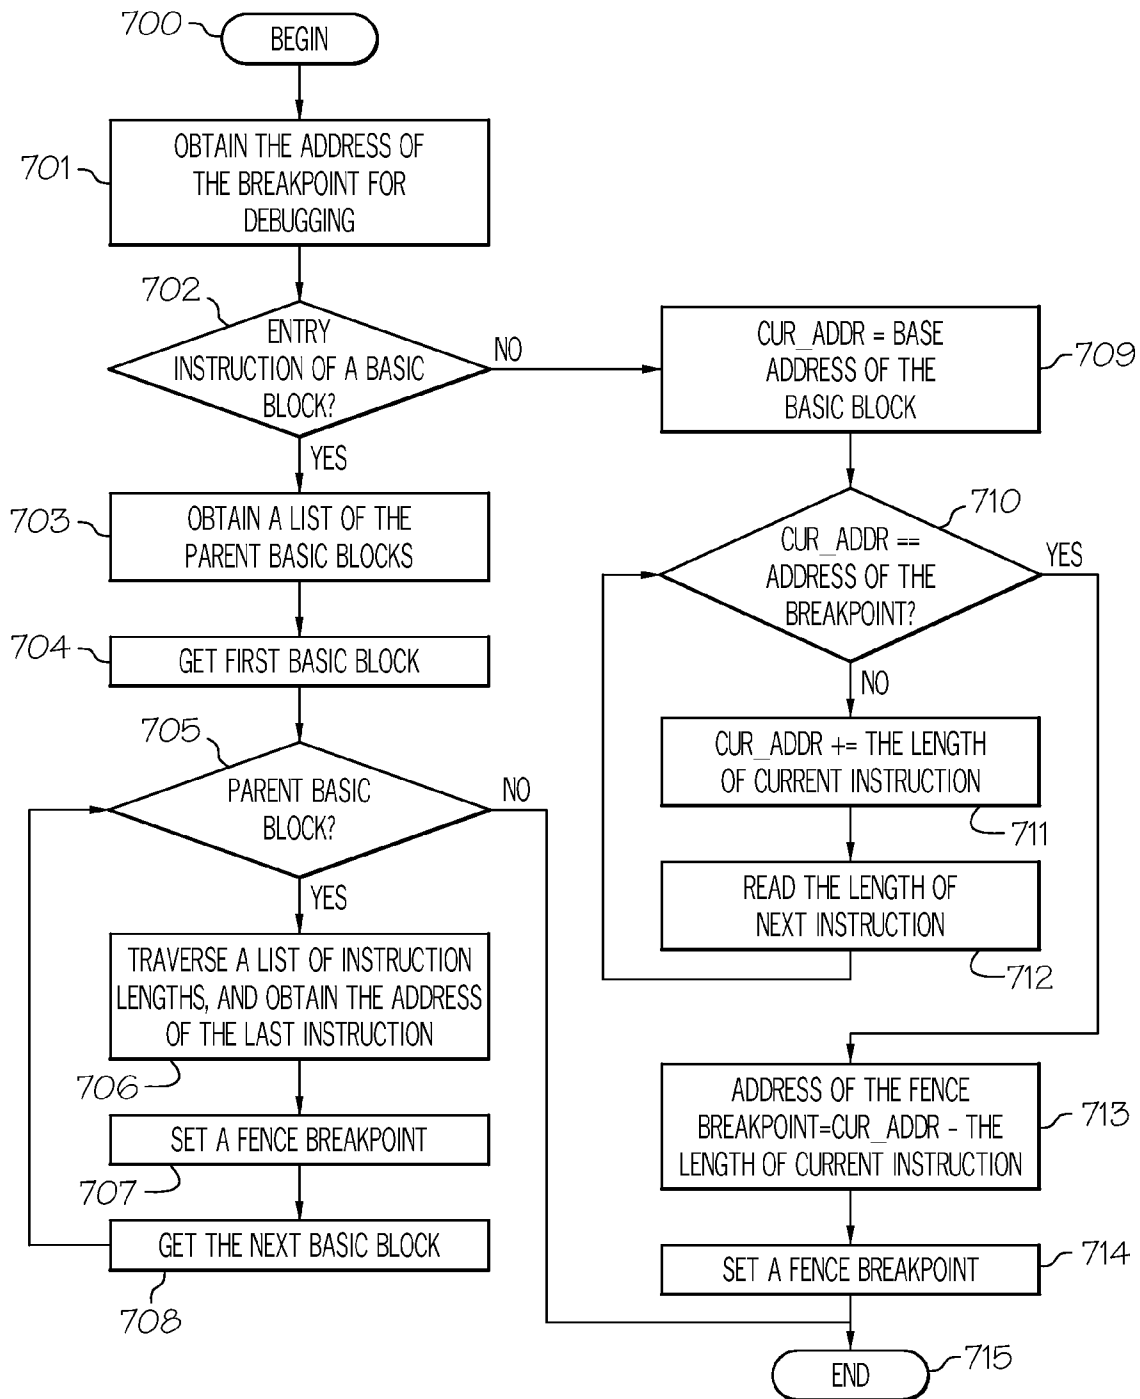 700
BEGIN
701
OBTAIN THE ADDRESS OF
THE BREAKPOINT FOR
DEBUGGING
702
ENTRY
INSTRUCTION OF A BASIC
BLOCK?
NO
YES
703
OBTAIN A LIST OF THE
PARENT BASIC BLOCKS
704
GET FIRST BASIC BLOCK
705
PARENT BASIC
BLOCK?
NO
YES
TRAVERSE A LIST OF INSTRUCTION
LENGTHS, AND OBTAIN THE ADDRESS
OF THE LAST INSTRUCTION
706
SET A FENCE BREAKPOINT
707
GET THE NEXT BASIC BLOCK
708
CUR_ADDR = BASE
ADDRESS OF THE
BASIC BLOCK
709
710
CUR_ADDR ==
ADDRESS OF THE
BREAKPOINT?
YES
NO
CUR_ADDR += THE LENGTH
OF CURRENT INSTRUCTION
711
READ THE LENGTH OF
NEXT INSTRUCTION
712
ADDRESS OF THE FENCE
BREAKPOINT=CUR_ADDR - THE
LENGTH OF CURRENT INSTRUCTION
713
SET A FENCE BREAKPOINT
714
END
715